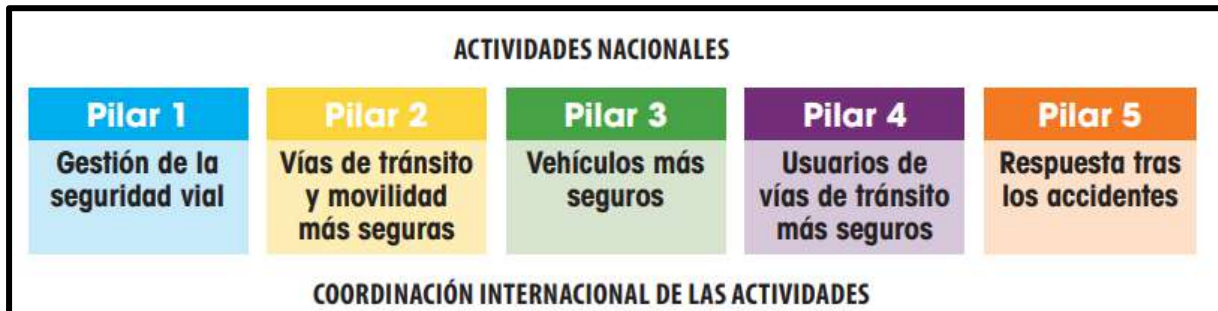 ACTIVIDADES NACIONALES
Pilar 1
Gestión de la
seguridad vial
Pilar 2
Vías de tránsito
y movilidad
más seguras
Pilar 3
Vehículos más
seguros
Pilar 4
Usuarios de
vías de tránsito
más seguros
Pilar 5
Respuesta tras
los accidentes
COORDINACIÓN INTERNACIONAL DE LAS ACTIVIDADES